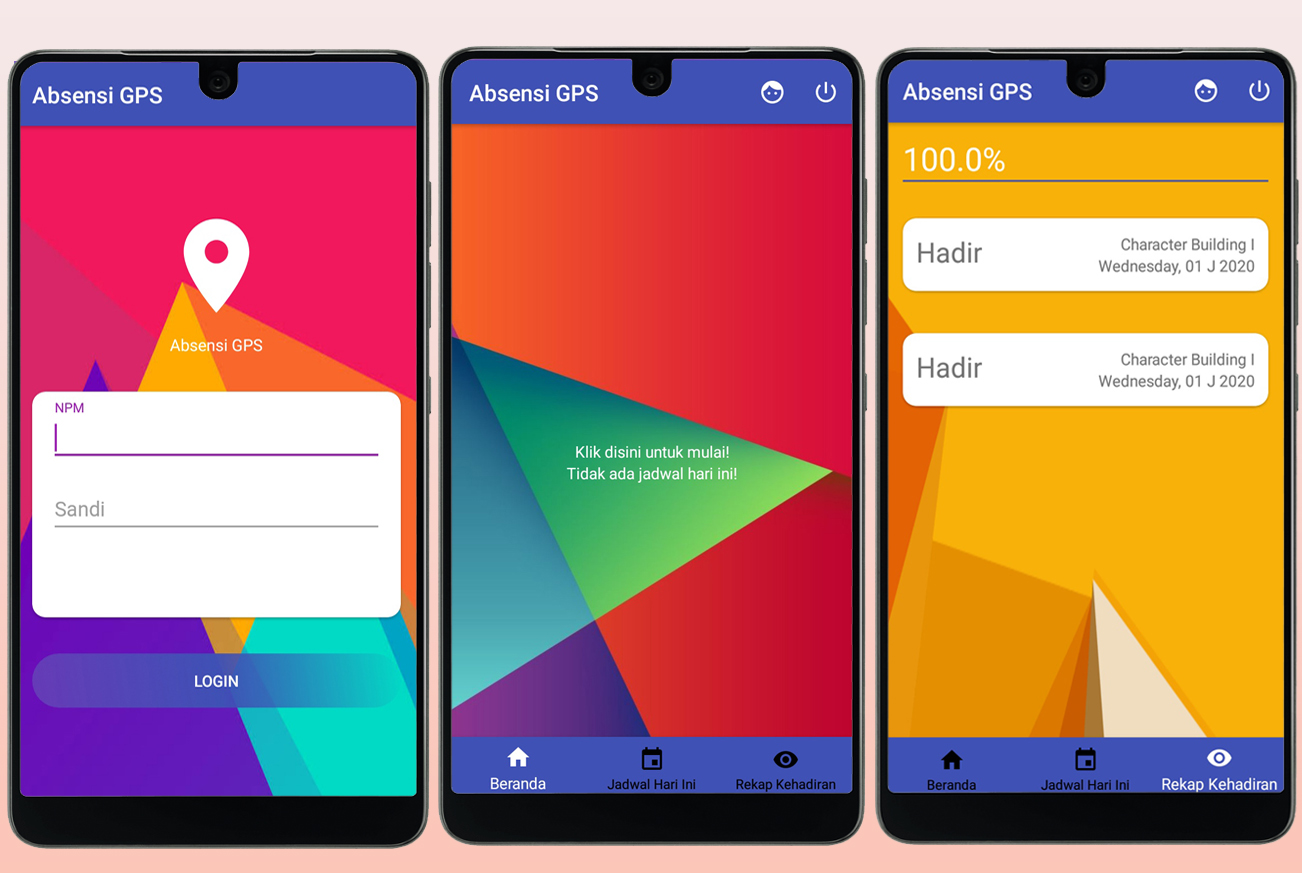 Absensi GPS
Absensi GPS
NPM
Sandi
LOGIN
Absensi GPS
Klik disini untuk mulai!
Tidak ada jadwal hari ini!
Beranda
Jadwal Hari Ini
Rekap Kehadiran
Absensi GPS
100.0%
Hadir
Character Building I
Wednesday, 01 J 2020
Hadir
Character Building I
Wednesday, 01 J 2020
Beranda
Jadwal Hari Ini
Rekap Kehadiran